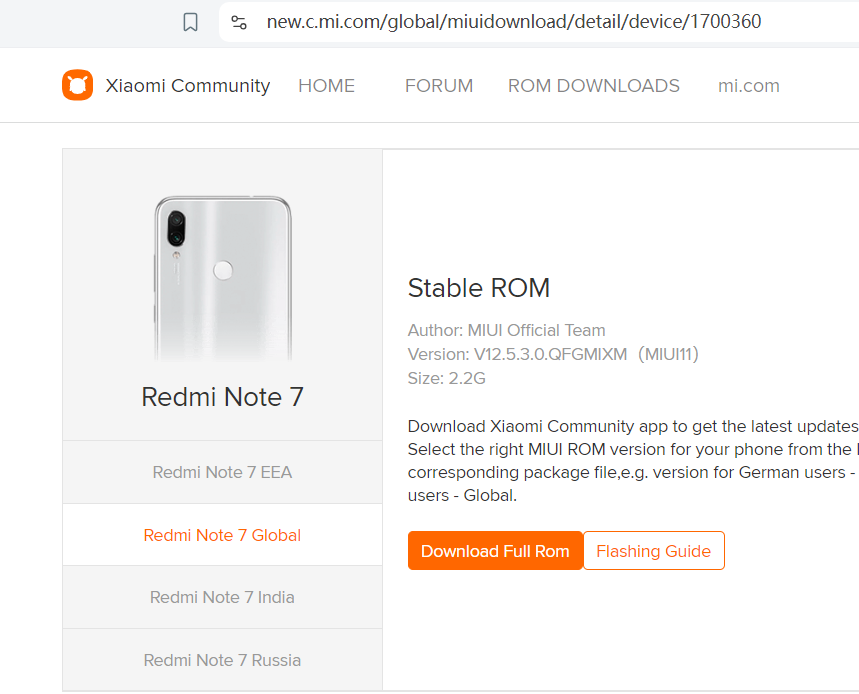 new.c.mi.com/global/miuidownload/detail/device/1700360
Xiaomi Community HOME FORUM ROM DOWNLOADS mi.com
Redmi Note 7
Redmi Note 7 EEA
Redmi Note 7 Global
Redmi Note 7 India
Redmi Note 7 Russia
Stable ROM
Author: MIUI Official Team
Version: V12.5.3.0.QFGMIXM（MIUI11）
Size: 2.2G
Download Xiaomi Community app to get the latest updates
Select the right MIUI ROM version for your phone from the
corresponding package file,e.g. version for German users -
users - Global.
Download Full Rom Flashing Guide